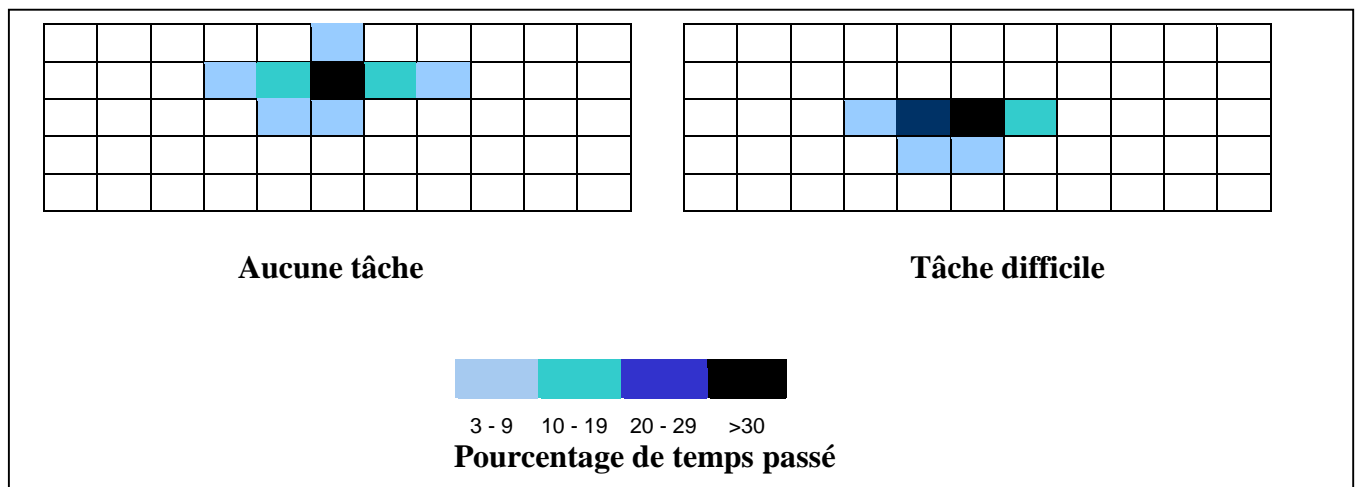 Aucune tâche
Tâche difficile
3 - 9 10 - 19 20 - 29 >30
Pourcentage de temps passé